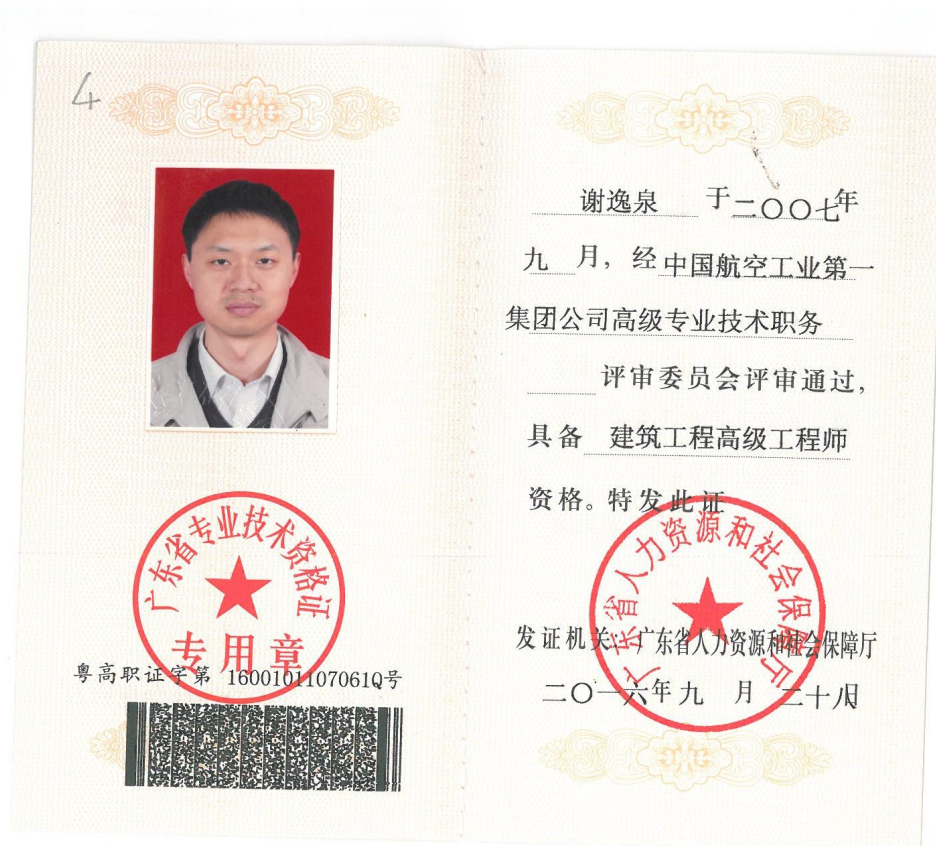 4
广东省专业技术资格证
专用章
粤高职证字第 1600101107061Q号
谢逸泉 于二〇〇七年
九 月，经中国航空工业第一
集团公司高级专业技术职务
评审委员会评审通过，
具备 建筑工程高级工程师
资格。特发此证
广东省人力资源和社会保障厅
发证机关：广东省人力资源和社会保障厅
二〇一六年九 月 二十八日